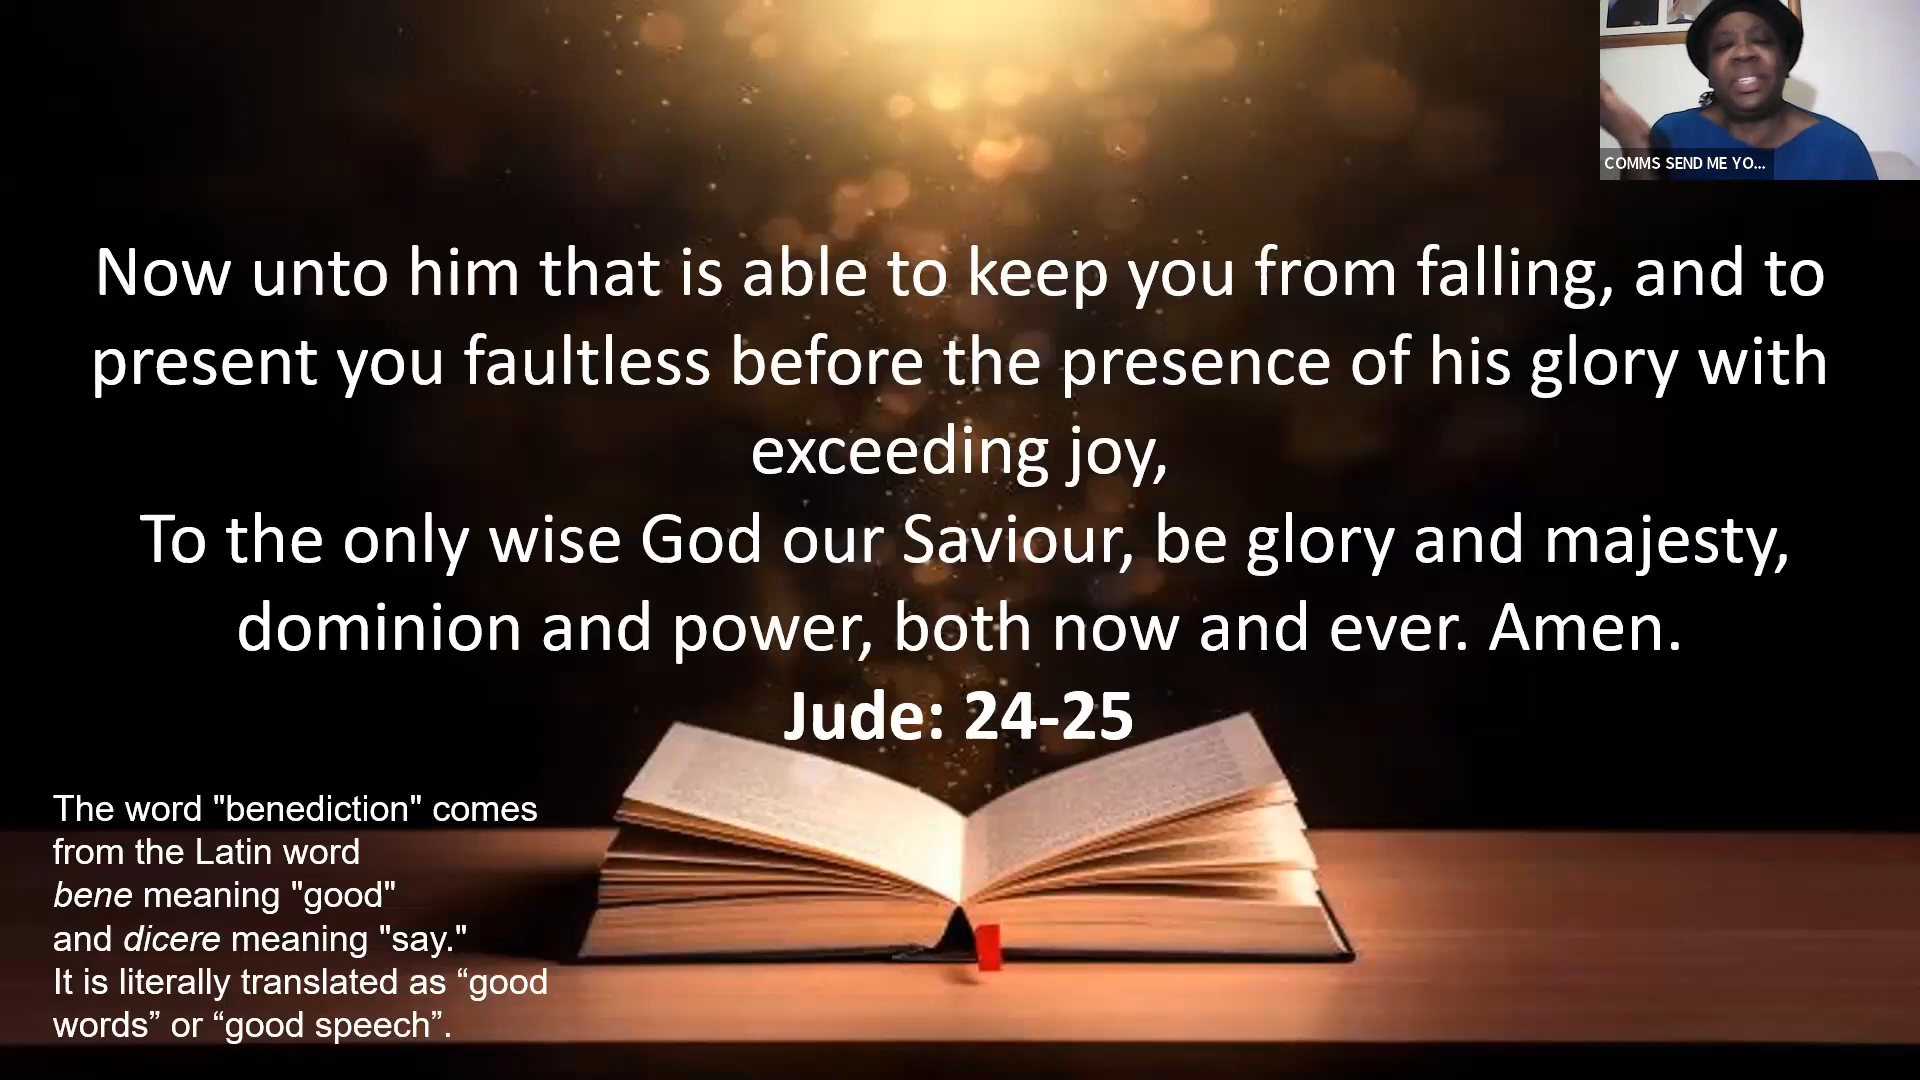 COMMS SEND ME YO...
Now unto him that is able to keep you from falling, and to
present you faultless before the presence of his glory with
exceeding joy,
To the only wise God our Saviour, be glory and majesty,
dominion and power, both now and ever. Amen.
Jude: 24-25
The word "benediction" comes
from the Latin word
bene meaning "good"
and dicere meaning "say."
It is literally translated as “good
words” or “good speech”.